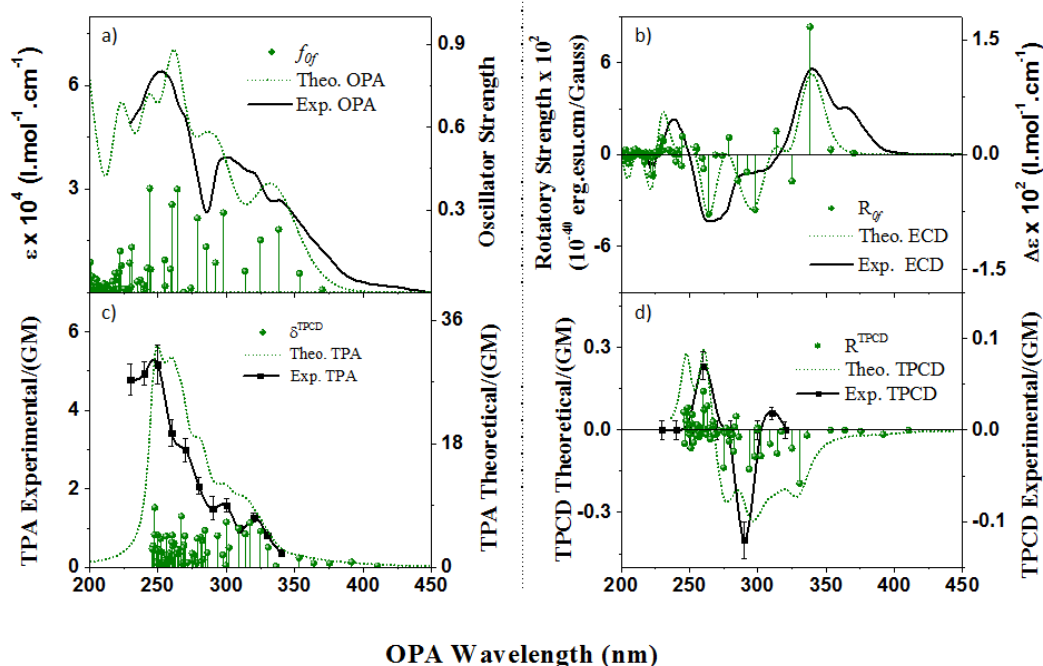 a)
ε x 10⁴ (l.mol⁻¹.cm⁻¹)
6
3
f0f
Theo. OPA
Exp. OPA
0.9
0.6
0.3
Oscillator Strength
b)
Rotatory Strength x 10²
(10⁻⁴⁰ erg.esu.cm/Gauss)
6
3
0
-6
R0f
Theo. ECD
Exp. ECD
1.5
0.0
-1.5
Δε x 10² (l.mol⁻¹.cm⁻¹)
c)
TPA Experimental/(GM)
6
4
2
0
δTPCD
Theo. TPA
Exp. TPA
36
18
0
TPA Theoretical/(GM)
200 250 300 350 400 450
d)
TPCD Theoretical/(GM)
0.3
0.0
-0.3
RTPCD
Theo. TPCD
Exp. TPCD
0.1
0.0
-0.1
TPCD Experimental/(GM)
200 250 300 350 400 450
OPA Wavelength (nm)